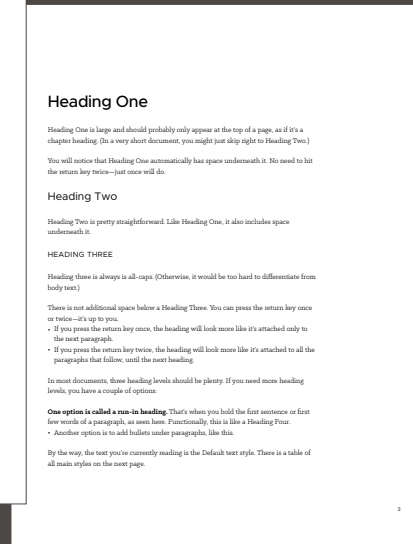 Heading One
Heading One is large and should probably only appear at the top of a page, as if it's a
chapter heading. (In a very short document, you might just skip right to Heading Two.)
You will notice that Heading One automatically has space underneath it. No need to hit
the return key twice—just once will do.
Heading Two
Heading Two is pretty straightforward. Like Heading One, it also includes space
underneath it.
HEADING THREE
Heading three is always is all-caps. (Otherwise, it would be too hard to differentiate from
body text.)
There is not additional space below a Heading Three. You can press the return key once
or twice—it's up to you.
• If you press the return key once, the heading will look more like it's attached only to
the next paragraph.
• If you press the return key twice, the heading will look more like it's attached to all the
paragraphs that follow, until the next heading.
In most documents, three heading levels should be plenty. If you need more heading
levels, you have a couple of options:
One option is called a run-in heading. That's when you bold the first sentence or first
few words of a paragraph, as seen here. Functionally, this is like a Heading Four.
• Another option is to add bullets under paragraphs, like this.
By the way, the text you're currently reading is the Default text style. There is a table of
all main styles on the next page.
3